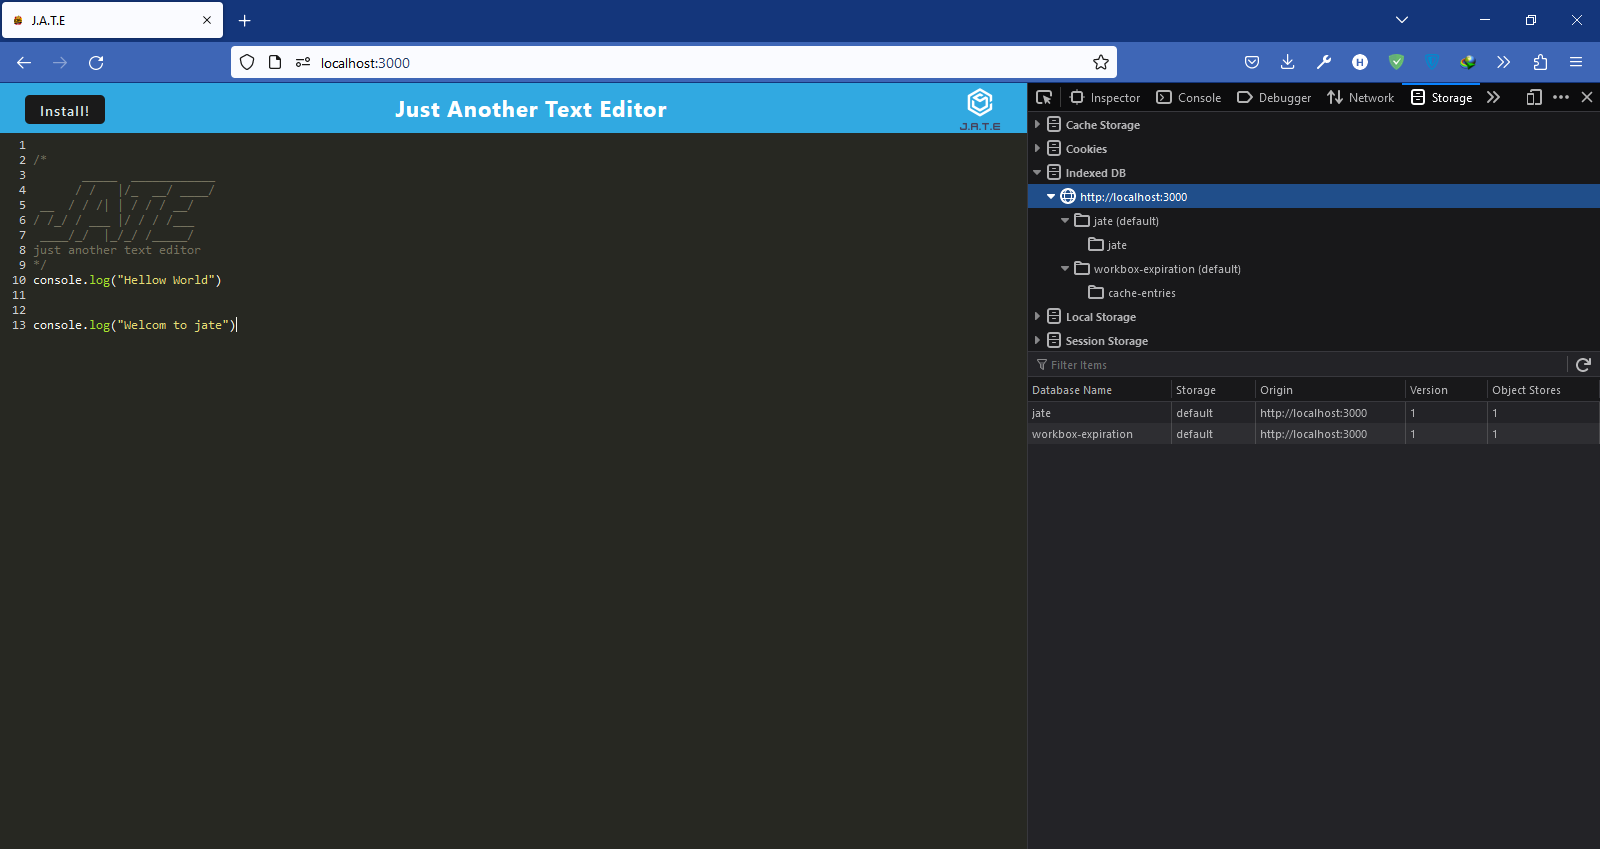 J.A.T.E
localhost:3000
Install!
Just Another Text Editor
J.A.T.E
1
2 /*
3          _____  ____________
4         / /   |/_  __/ ____/
5    __  / / /| | / / / __/
6   / /_/ / ___ |/ / / /___
7   ____/_/  |_/_/ /_____/
8 just another text editor
9 */
10 console.log("Hellow World")
11
12
13 console.log("Welcom to jate")
Inspector Console Debugger Network Storage
Cache Storage
Cookies
Indexed DB
http://localhost:3000
jate (default)
jate
workbox-expiration (default)
cache-entries
Local Storage
Session Storage
Filter Items
Database Name Storage Origin Version Object Stores
jate default http://localhost:3000 1 1
workbox-expiration default http://localhost:3000 1 1